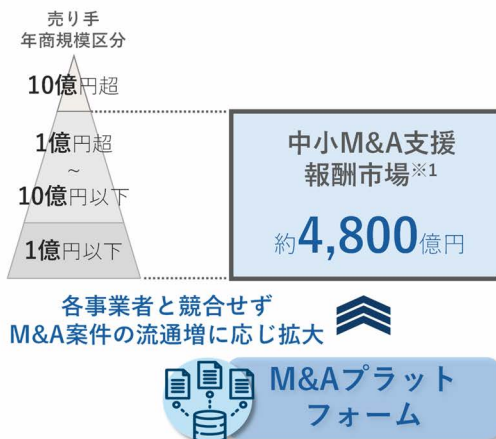 売り手
年商規模区分
10億円超
1億円超
~
10億円以下
1億円以下
中小M&A支援
報酬市場※1
約4,800億円
各事業者と競合せず
M&A案件の流通増に応じ拡大
M&Aプラット
フォーム